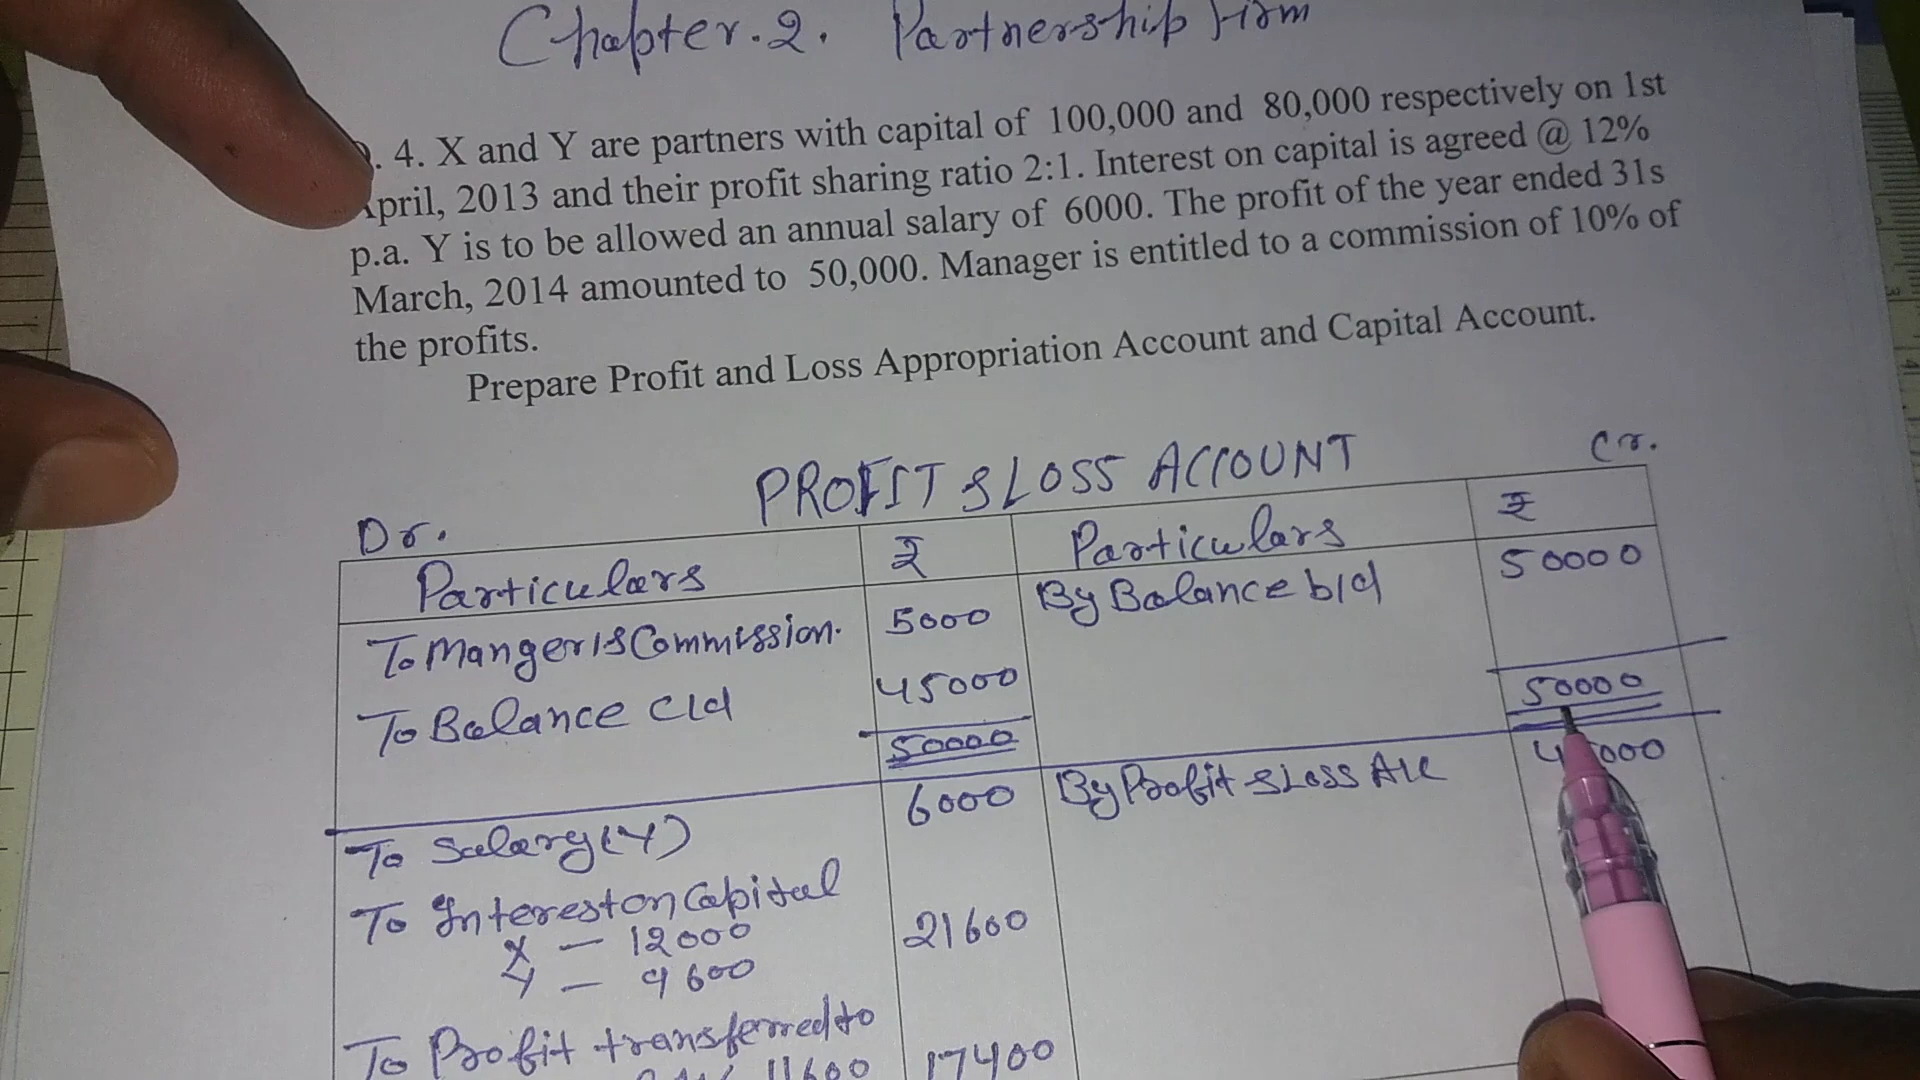 Chapter.2. Partnership firm
. 4. X and Y are partners with capital of 100,000 and 80,000 respectively on 1st
April, 2013 and their profit sharing ratio 2:1. Interest on capital is agreed @ 12%
p.a. Y is to be allowed an annual salary of 6000. The profit of the year ended 31s
March, 2014 amounted to 50,000. Manager is entitled to a commission of 10% of
the profits.
Prepare Profit and Loss Appropriation Account and Capital Account.
PROFIT & LOSS ACCOUNT
Dr. Cr.
Particulars ₹ Particulars ₹
To Manger's Commission. 5000 By Balance b/d 50000
To Balance c/d 45000
50000 50000
To Salary (Y) 6000 By Profit & Loss A/c 45000
To Interest on Capital
X — 12000 21600
Y — 9600
To Profit transferred to
11600 17400